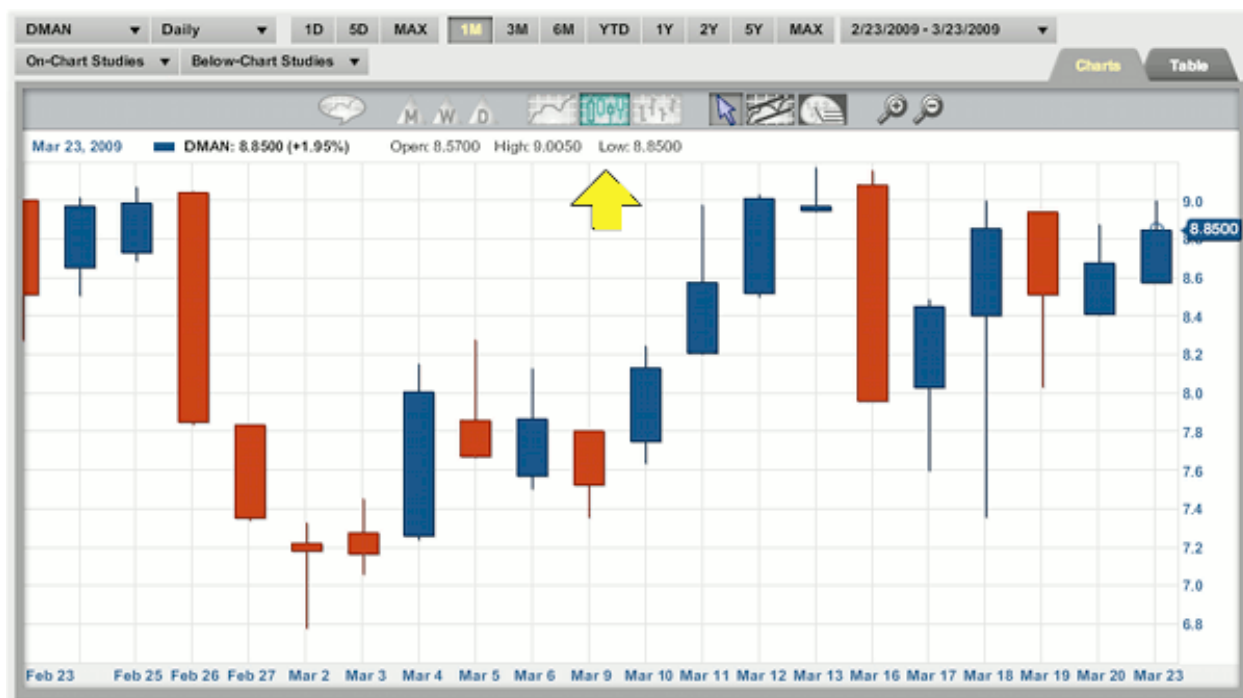 DMAN Daily 1D 5D MAX 1M 3M 6M YTD 1Y 2Y 5Y MAX 2/23/2009 - 3/23/2009
On-Chart Studies Below-Chart Studies Charts Table
M W D
Mar 23, 2009 DMAN: 8.8500 (+1.95%) Open: 8.5700 High: 9.0050 Low: 8.8500
9.0
8.8500
8.6
8.4
8.2
8.0
7.8
7.6
7.4
7.2
7.0
6.8
Feb 23 Feb 25 Feb 26 Feb 27 Mar 2 Mar 3 Mar 4 Mar 5 Mar 6 Mar 9 Mar 10 Mar 11 Mar 12 Mar 13 Mar 16 Mar 17 Mar 18 Mar 19 Mar 20 Mar 23